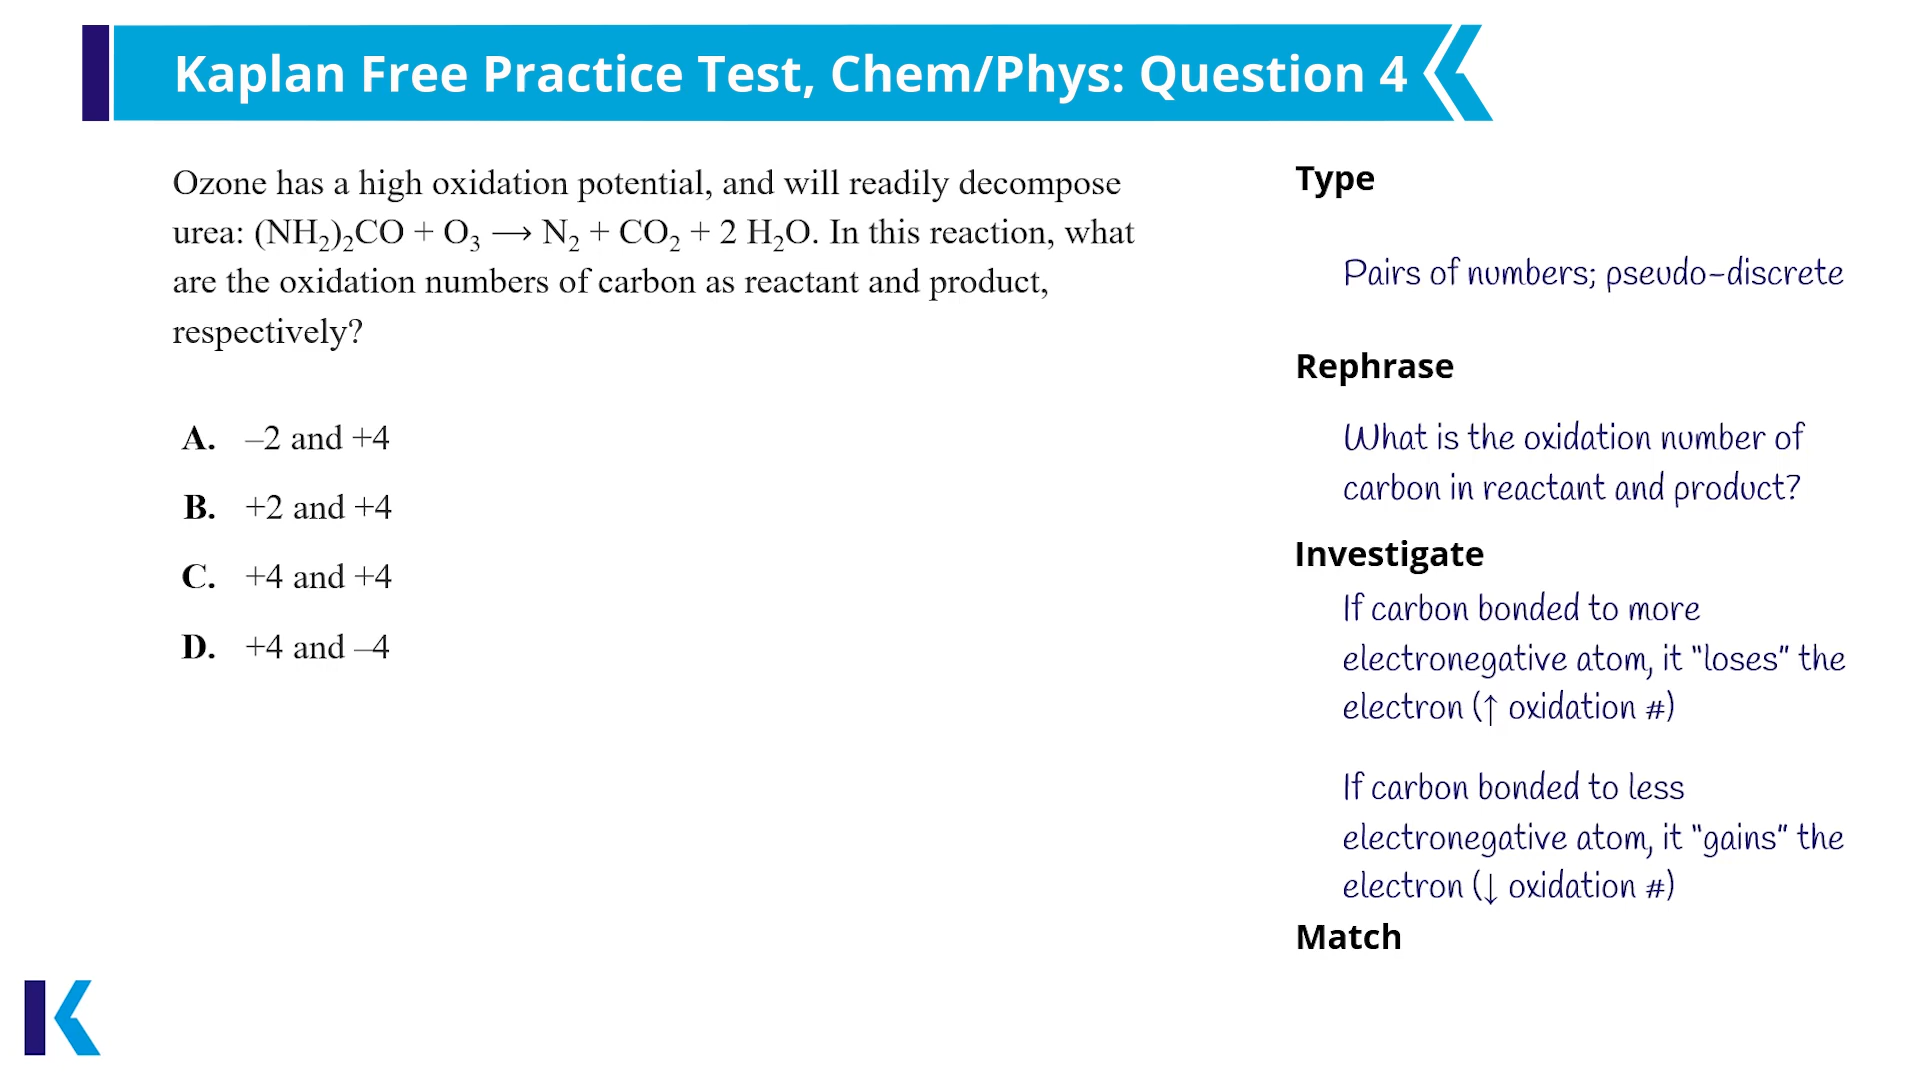 Kaplan Free Practice Test, Chem/Phys: Question 4
Ozone has a high oxidation potential, and will readily decompose
urea: (NH₂)₂CO + O₃ ⟶ N₂ + CO₂ + 2 H₂O. In this reaction, what
are the oxidation numbers of carbon as reactant and product,
respectively?
A. –2 and +4
B. +2 and +4
C. +4 and +4
D. +4 and –4
Type
Pairs of numbers; pseudo-discrete
Rephrase
What is the oxidation number of
carbon in reactant and product?
Investigate
If carbon bonded to more
electronegative atom, it "loses" the
electron (↑ oxidation #)
If carbon bonded to less
electronegative atom, it "gains" the
electron (↓ oxidation #)
Match